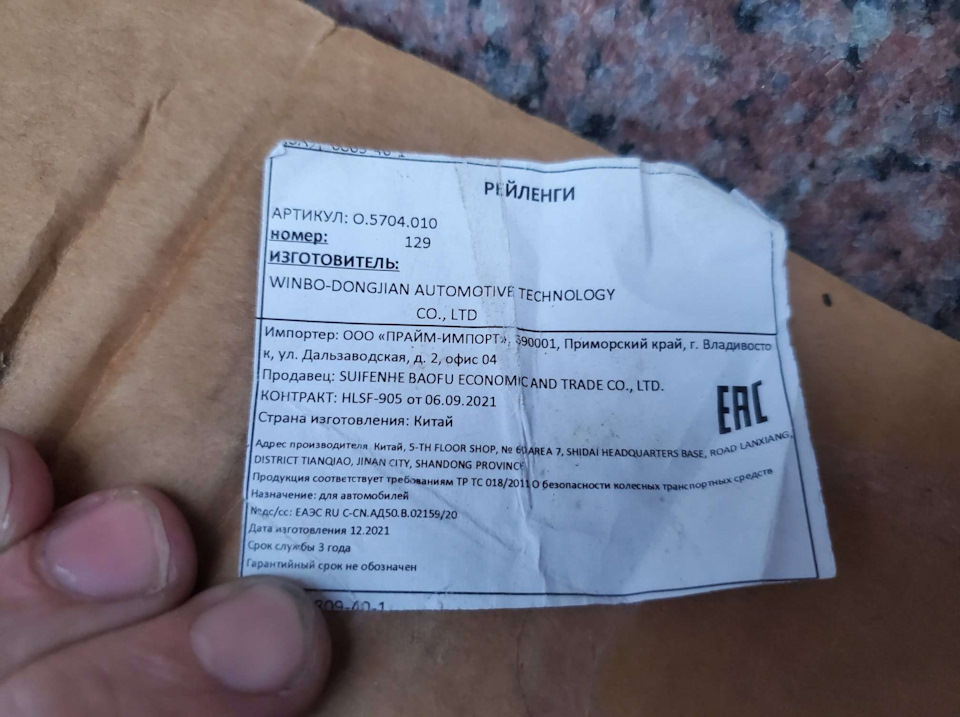 РЕЙЛЕНГИ
АРТИКУЛ: О.5704.010
номер: 129
ИЗГОТОВИТЕЛЬ:
WINBO-DONGJIAN AUTOMOTIVE TECHNOLOGY
CO., LTD
Импортер: ООО «ПРАЙМ-ИМПОРТ», 690001, Приморский край, г. Владивосто
к, ул. Дальзаводская, д. 2, офис 04
Продавец: SUIFENHE BAOFU ECONOMIC AND TRADE CO., LTD.
КОНТРАКТ: HLSF-905 от 06.09.2021
Страна изготовления: Китай
EAC
Адрес производителя Китай, 5-TH FLOOR SHOP, № 60 AREA 7, SHIDAI HEADQUARTERS BASE, ROAD LANXIANG,
DISTRICT TIANQIAO, JINAN CITY, SHANDONG PROVINCE
Продукция соответствует требованиям ТР ТС 018/2011 О безопасности колесных транспортных средств
Назначение: для автомобилей
№дс/сс: ЕАЭС RU C-CN.АД50.В.02159/20
Дата изготовления 12.2021
Срок службы 3 года
Гарантийный срок не обозначен
309-40-1